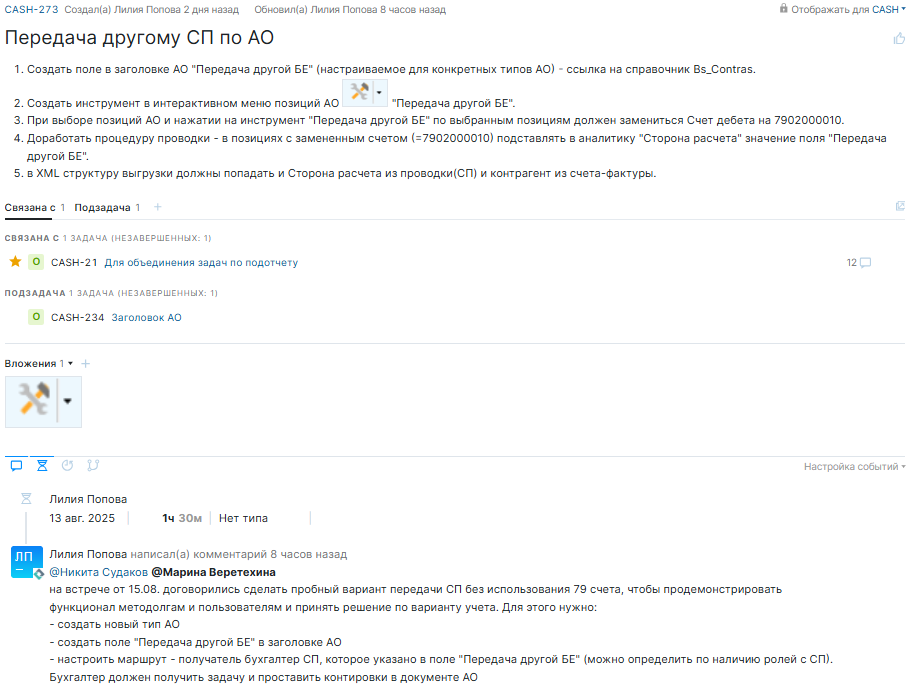 CASH-273 Создал(а) Лилия Попова 2 дня назад Обновил(а) Лилия Попова 8 часов назад Отображать для CASH
Передача другому СП по АО
1. Создать поле в заголовке АО "Передача другой БЕ" (настраиваемое для конкретных типов АО) - ссылка на справочник Bs_Contras.
2. Создать инструмент в интерактивном меню позиций АО "Передача другой БЕ".
3. При выборе позиций АО и нажатии на инструмент "Передача другой БЕ" по выбранным позициям должен замениться Счет дебета на 7902000010.
4. Доработать процедуру проводки - в позициях с замененным счетом (=7902000010) подставлять в аналитику "Сторона расчета" значение поля "Передача
другой БЕ".
5. в XML структуру выгрузки должны попадать и Сторона расчета из проводки(СП) и контрагент из счета-фактуры.
Связана с 1 Подзадача 1
СВЯЗАНА С 1 ЗАДАЧА (НЕЗАВЕРШЕННЫХ: 1)
О CASH-21 Для объединения задач по подотчету 12
ПОДЗАДАЧА 1 ЗАДАЧА (НЕЗАВЕРШЕННЫХ: 1)
О CASH-234 Заголовок АО
Вложения 1
Настройка событий
Лилия Попова
13 авг. 2025 1ч 30м Нет типа
ЛП Лилия Попова написал(а) комментарий 8 часов назад
@Никита Судаков @Марина Веретехина
на встрече от 15.08. договорились сделать пробный вариант передачи СП без использования 79 счета, чтобы продемонстрировать
функционал методолгам и пользователям и принять решение по варианту учета. Для этого нужно:
- создать новый тип АО
- создать поле "Передача другой БЕ" в заголовке АО
- настроить маршрут - получатель бухгалтер СП, которое указано в поле "Передача другой БЕ" (можно определить по наличию ролей с СП).
Бухгалтер должен получить задачу и проставить контировки в документе АО